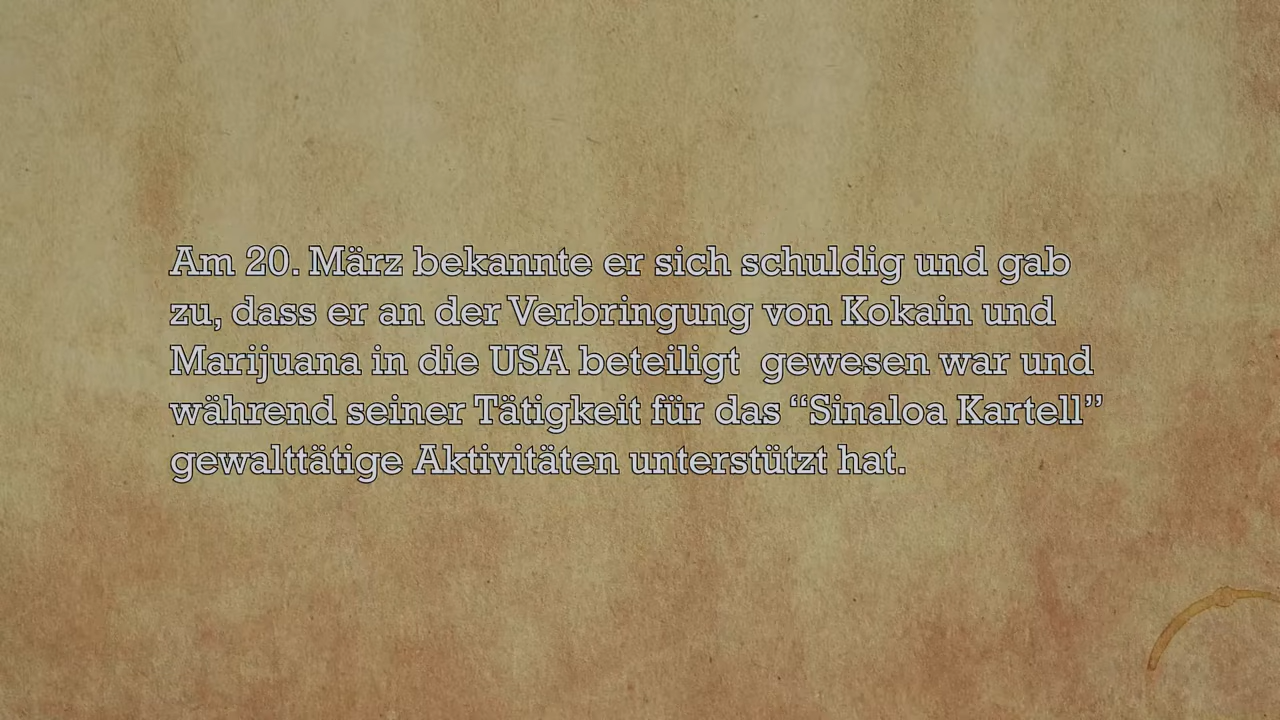 Am 20. März bekannte er sich schuldig und gab
zu, dass er an der Verbringung von Kokain und
Marijuana in die USA beteiligt  gewesen war und
während seiner Tätigkeit für das “Sinaloa Kartell”
gewalttätige Aktivitäten unterstützt hat.